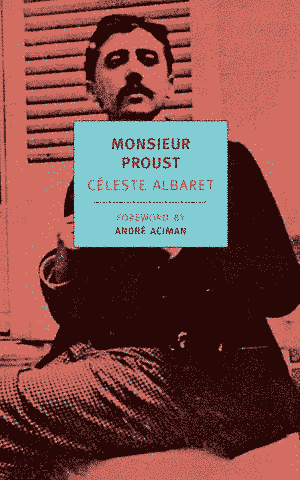 MONSIEUR
PROUST
CÉLESTE ALBARET
FOREWORD BY
ANDRÉ ACIMAN